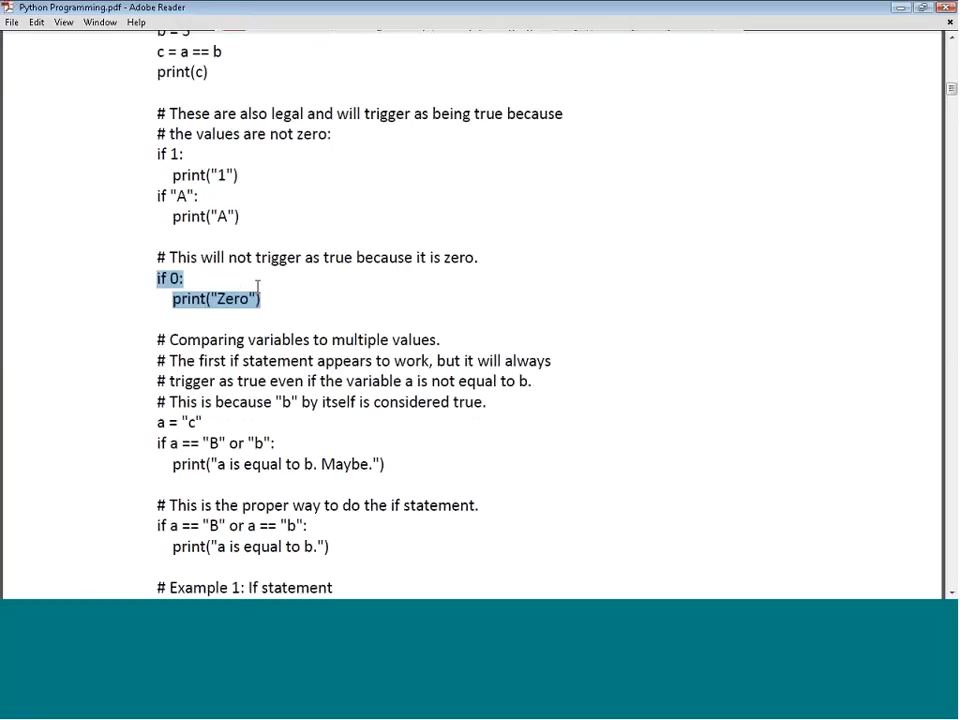 Python Programming.pdf - Adobe Reader
File Edit View Window Help
c = a == b
print(c)
# These are also legal and will trigger as being true because
# the values are not zero:
if 1:
print("1")
if "A":
print("A")
# This will not trigger as true because it is zero.
if 0:
print("Zero")
# Comparing variables to multiple values.
# The first if statement appears to work, but it will always
# trigger as true even if the variable a is not equal to b.
# This is because "b" by itself is considered true.
a = "c"
if a == "B" or "b":
print("a is equal to b. Maybe.")
# This is the proper way to do the if statement.
if a == "B" or a == "b":
print("a is equal to b.")
# Example 1: If statement